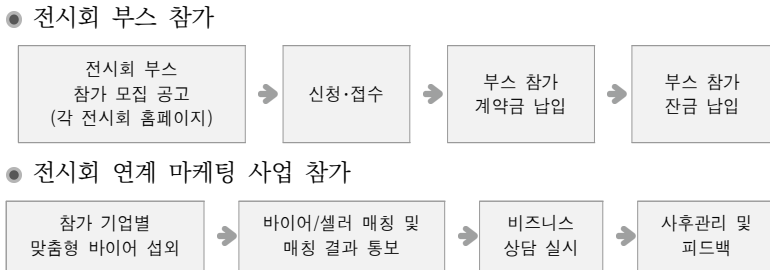 전시회 부스 참가
전시회 부스
참가 모집 공고
(각 전시회 홈페이지)
신청·접수
부스 참가
계약금 납입
부스 참가
잔금 납입
전시회 연계 마케팅 사업 참가
참가 기업별
맞춤형 바이어 섭외
바이어/셀러 매칭 및
매칭 결과 통보
비즈니스
상담 실시
사후관리 및
피드백